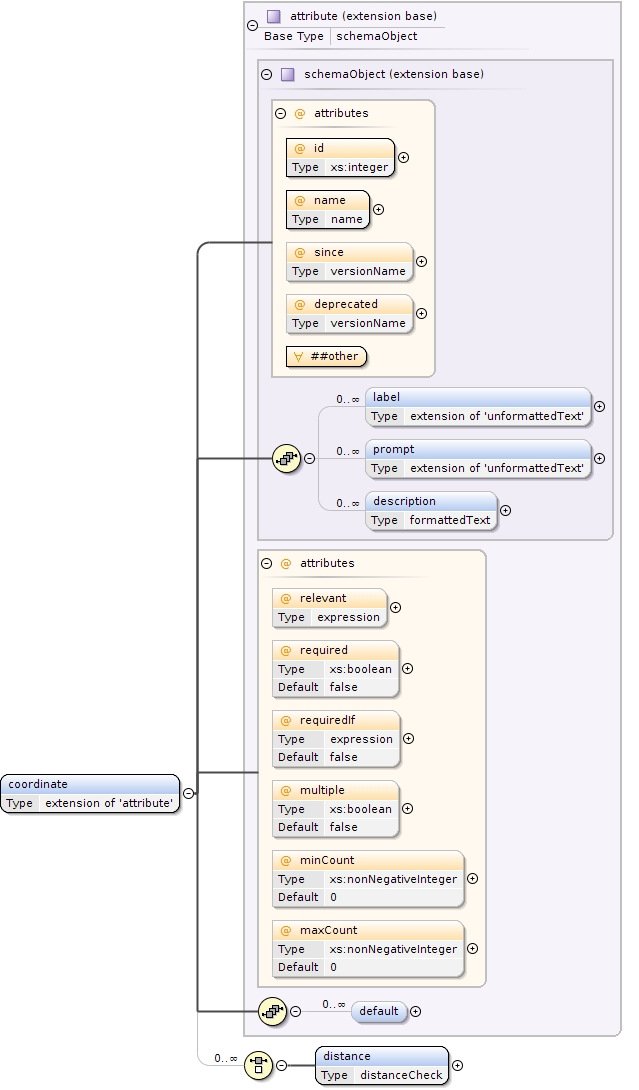 attribute (extension base)
Base Type schemaObject
schemaObject (extension base)
@ attributes
@ id
Type xs:integer
@ name
Type name
@ since
Type versionName
@ deprecated
Type versionName
∀ ##other
0..∞ label
Type extension of 'unformattedText'
0..∞ prompt
Type extension of 'unformattedText'
0..∞ description
Type formattedText
@ attributes
@ relevant
Type expression
@ required
Type xs:boolean
Default false
@ requiredIf
Type expression
Default false
@ multiple
Type xs:boolean
Default false
@ minCount
Type xs:nonNegativeInteger
Default 0
@ maxCount
Type xs:nonNegativeInteger
Default 0
coordinate
Type extension of 'attribute'
0..∞ default
0..∞ distance
Type distanceCheck